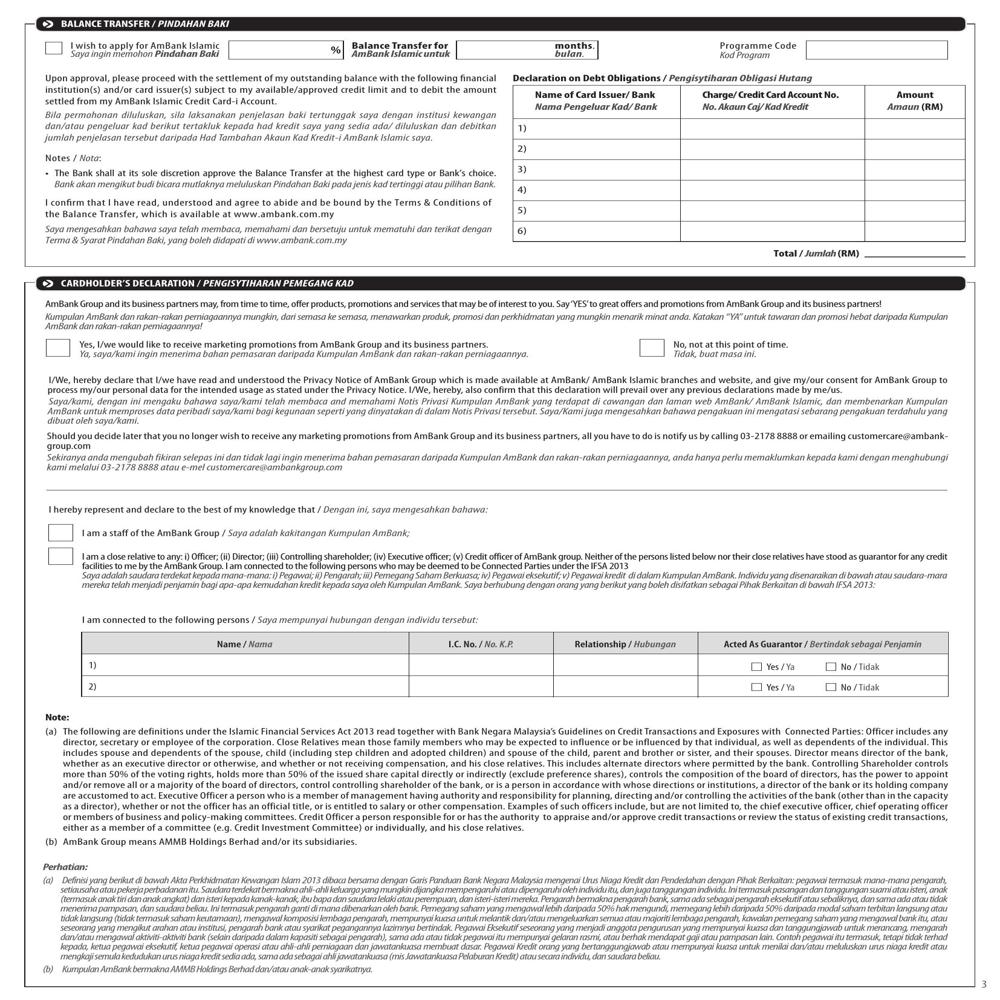 BALANCE TRANSFER / PINDAHAN BAKI
I wish to apply for AmBank Islamic
Saya ingin memohon Pindahan Baki
%
Balance Transfer for
AmBank Islamic untuk
months.
bulan.
Programme Code
Kod Program
Upon approval, please proceed with the settlement of my outstanding balance with the following financial
institution(s) and/or card issuer(s) subject to my available/approved credit limit and to debit the amount
settled from my AmBank Islamic Credit Card-i Account.
Bila permohonan diluluskan, sila laksanakan penjelasan baki tertunggak saya dengan institusi kewangan
dan/atau pengeluar kad berikut tertakluk kepada had kredit saya yang sedia ada/ diluluskan dan debitkan
jumlah penjelasan tersebut daripada Had Tambahan Akaun Kad Kredit-i AmBank Islamic saya.
Notes / Nota:
• The Bank shall at its sole discretion approve the Balance Transfer at the highest card type or Bank's choice.
Bank akan mengikut budi bicara mutlaknya meluluskan Pindahan Baki pada jenis kad tertinggi atau pilihan Bank.
I confirm that I have read, understood and agree to abide and be bound by the Terms & Conditions of
the Balance Transfer, which is available at www.ambank.com.my
Saya mengesahkan bahawa saya telah membaca, memahami dan bersetuju untuk mematuhi dan terikat dengan
Terma & Syarat Pindahan Baki, yang boleh didapati di www.ambank.com.my
Declaration on Debt Obligations / Pengisytiharan Obligasi Hutang
Name of Card Issuer/ Bank
Nama Pengeluar Kad/ Bank
Charge/ Credit Card Account No.
No. Akaun Caj/ Kad Kredit
Amount
Amaun (RM)
1)
2)
3)
4)
5)
6)
Total / Jumlah (RM)
CARDHOLDER'S DECLARATION / PENGISYTIHARAN PEMEGANG KAD
AmBank Group and its business partners may, from time to time, offer products, promotions and services that may be of interest to you. Say 'YES' to great offers and promotions from AmBank Group and its business partners!
Kumpulan AmBank dan rakan-rakan perniagaannya mungkin, dari semasa ke semasa, menawarkan produk, promosi dan perkhidmatan yang mungkin menarik minat anda. Katakan "YA" untuk tawaran dan promosi hebat daripada Kumpulan
AmBank dan rakan-rakan perniagaannya!
Yes, I/we would like to receive marketing promotions from AmBank Group and its business partners.
Ya, saya/kami ingin menerima bahan pemasaran daripada Kumpulan AmBank dan rakan-rakan perniagaannya.
No, not at this point of time.
Tidak, buat masa ini.
I/We, hereby declare that I/we have read and understood the Privacy Notice of AmBank Group which is made available at AmBank/ AmBank Islamic branches and website, and give my/our consent for AmBank Group to
process my/our personal data for the intended usage as stated under the Privacy Notice. I/We, hereby, also confirm that this declaration will prevail over any previous declarations made by me/us.
Saya/kami, dengan ini mengaku bahawa saya/kami telah membaca and memahami Notis Privasi Kumpulan AmBank yang terdapat di cawangan dan laman web AmBank/ AmBank Islamic, dan membenarkan Kumpulan
AmBank untuk memproses data peribadi saya/kami bagi kegunaan seperti yang dinyatakan di dalam Notis Privasi tersebut. Saya/Kami juga mengesahkan bahawa pengakuan ini mengatasi sebarang pengakuan terdahulu yang
dibuat oleh saya/kami.
Should you decide later that you no longer wish to receive any marketing promotions from AmBank Group and its business partners, all you have to do is notify us by calling 03-2178 8888 or emailing customercare@ambank-
group.com
Sekiranya anda mengubah fikiran selepas ini dan tidak lagi ingin menerima bahan pemasaran daripada Kumpulan AmBank dan rakan-rakan perniagaannya, anda hanya perlu memaklumkan kepada kami dengan menghubungi
kami melalui 03-2178 8888 atau e-mel customercare@ambankgroup.com
I hereby represent and declare to the best of my knowledge that / Dengan ini, saya mengesahkan bahawa:
I am a staff of the AmBank Group / Saya adalah kakitangan Kumpulan AmBank;
I am a close relative to any: i) Officer; (ii) Director; (iii) Controlling shareholder; (iv) Executive officer; (v) Credit officer of AmBank group. Neither of the persons listed below nor their close relatives have stood as guarantor for any credit
facilities to me by the AmBank Group. I am connected to the following persons who may be deemed to be Connected Parties under the IFSA 2013
Saya adalah saudara terdekat kepada mana-mana: i) Pegawai; ii) Pengarah; iii) Pemegang Saham Berkuasa; iv) Pegawai eksekutif; v) Pegawai kredit di dalam Kumpulan AmBank. Individu yang disenaraikan di bawah atau saudara-mara
mereka telah menjadi penjamin bagi apa-apa kemudahan kredit kepada saya oleh Kumpulan AmBank. Saya berhubung dengan orang yang berikut yang boleh disifatkan sebagai Pihak Berkaitan di bawah IFSA 2013:
I am connected to the following persons / Saya mempunyai hubungan dengan individu tersebut:
Name / Nama
I.C. No. / No. K.P.
Relationship / Hubungan
Acted As Guarantor / Bertindak sebagai Penjamin
1)
Yes / Ya
No / Tidak
2)
Yes / Ya
No / Tidak
Note:
(a) The following are definitions under the Islamic Financial Services Act 2013 read together with Bank Negara Malaysia's Guidelines on Credit Transactions and Exposures with Connected Parties: Officer includes any
director, secretary or employee of the corporation. Close Relatives mean those family members who may be expected to influence or be influenced by that individual, as well as dependents of the individual. This
includes spouse and dependents of the spouse, child (including step children and adopted children) and spouse of the child, parent and brother or sister, and their spouses. Director means director of the bank,
whether as an executive director or otherwise, and whether or not receiving compensation, and his close relatives. This includes alternate directors where permitted by the bank. Controlling Shareholder controls
more than 50% of the voting rights, holds more than 50% of the issued share capital directly or indirectly (exclude preference shares), controls the composition of the board of directors, has the power to appoint
and/or remove all or a majority of the board of directors, control controlling shareholder of the bank, or is a person in accordance with whose directions or institutions, a director of the bank or its holding company
are accustomed to act. Executive Officer a person who is a member of management having authority and responsibility for planning, directing and/or controlling the activities of the bank (other than in the capacity
as a director), whether or not the officer has an official title, or is entitled to salary or other compensation. Examples of such officers include, but are not limited to, the chief executive officer, chief operating officer
or members of business and policy-making committees. Credit Officer a person responsible for or has the authority to appraise and/or approve credit transactions or review the status of existing credit transactions,
either as a member of a committee (e.g. Credit Investment Committee) or individually, and his close relatives.
(b) AmBank Group means AMMB Holdings Berhad and/or its subsidiaries.
Perhatian:
(a) Definisi yang berikut di bawah Akta Perkhidmatan Kewangan Islam 2013 dibaca bersama dengan Garis Panduan Bank Negara Malaysia mengenai Urus Niaga Kredit dan Pendedahan dengan Pihak Berkaitan: pegawai termasuk mana-mana pengarah,
setiausaha atau pekerja perbadanan itu. Saudara terdekat bermakna ahli-ahli keluarga yang mungkin dijangka mempengaruhi atau dipengaruhi oleh individu itu, dan juga tanggungan individu. Ini termasuk pasangan dan tanggungan suami atau isteri, anak
(termasuk anak tiri dan anak angkat) dan isteri kepada kanak-kanak, ibu bapa dan saudara lelaki atau perempuan, dan isteri-isteri mereka. Pengarah bermakna pengarah bank, sama ada sebagai pengarah eksekutif atau sebaliknya, dan sama ada atau tidak
menerima pampasan, dan saudara beliau. Ini termasuk pengarah ganti di mana dibenarkan oleh bank. Pemegang saham yang mengawal lebih daripada 50% hak mengundi, memegang lebih daripada 50% daripada modal saham terbitan langsung atau
tidak langsung (tidak termasuk saham keutamaan), mengawal komposisi lembaga pengarah, mempunyai kuasa untuk melantik dan/atau mengeluarkan semua atau majoriti lembaga pengarah, kawalan pemegang saham yang mengawal bank itu, atau
seseorang yang mengikut arahan atau institusi, pengarah bank atau syarikat pegangannya lazimnya bertindak. Pegawai Eksekutif seseorang yang menjadi anggota pengurusan yang mempunyai kuasa dan tanggungjawab untuk merancang, mengarah
dan/atau mengawal aktiviti-aktiviti bank (selain daripada dalam kapasiti sebagai pengarah), sama ada atau tidak pegawai itu mempunyai gelaran rasmi, atau berhak mendapat gaji atau pampasan lain. Contoh pegawai itu termasuk, tetapi tidak terhad
kepada, ketua pegawai eksekutif, ketua pegawai operasi atau ahli-ahli perniagaan dan jawatankuasa membuat dasar. Pegawai Kredit orang yang bertanggungjawab untuk menilai dan/atau meluluskan urus niaga kredit atau
mengkaji semula kedudukan urus niaga kredit sedia ada, sama ada sebagai ahli jawatankuasa (mis Jawatankuasa Pelaburan Kredit) atau secara individu, dan saudara beliau.
(b) Kumpulan AmBank bermakna AMMB Holdings Berhad dan/atau anak-anak syarikatnya.
3